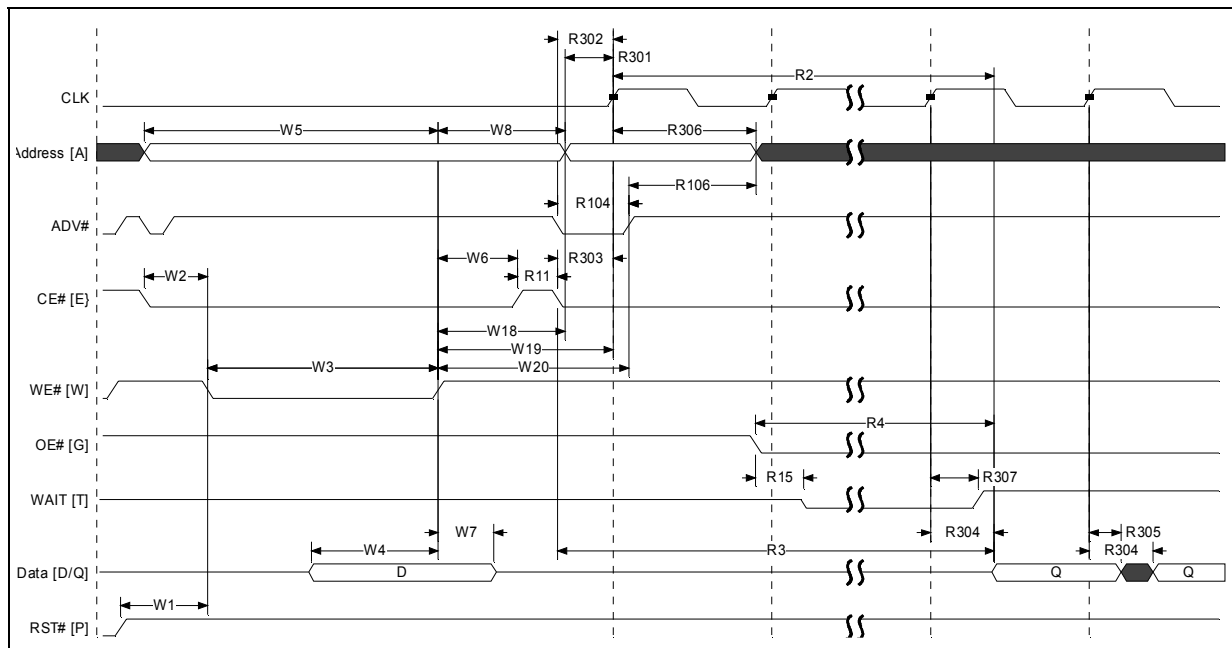 R302
R301
R2
CLK
W5 W8 R306
Address [A]
R106
R104
ADV#
W6 R303
W2 R11
CE# [E}
W18
W19
W3 W20
WE# [W]
R4
OE# [G]
R15 R307
WAIT [T]
W7 R304 R305
W4 R3 R304
Data [D/Q] D Q Q
W1
RST# [P]